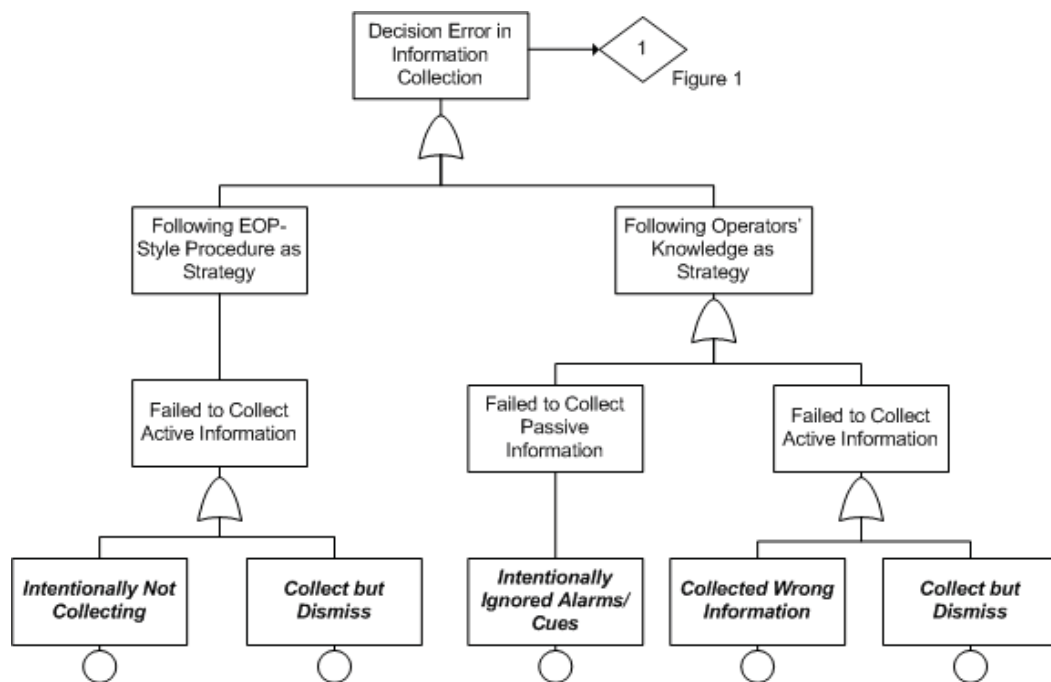 Decision Error in
Information
Collection
1
Figure 1
Following EOP-
Style Procedure as
Strategy
Following Operators’
Knowledge as
Strategy
Failed to Collect
Active Information
Failed to Collect
Passive
Information
Failed to Collect
Active Information
Intentionally Not
Collecting
Collect but
Dismiss
Intentionally
Ignored Alarms/
Cues
Collected Wrong
Information
Collect but
Dismiss